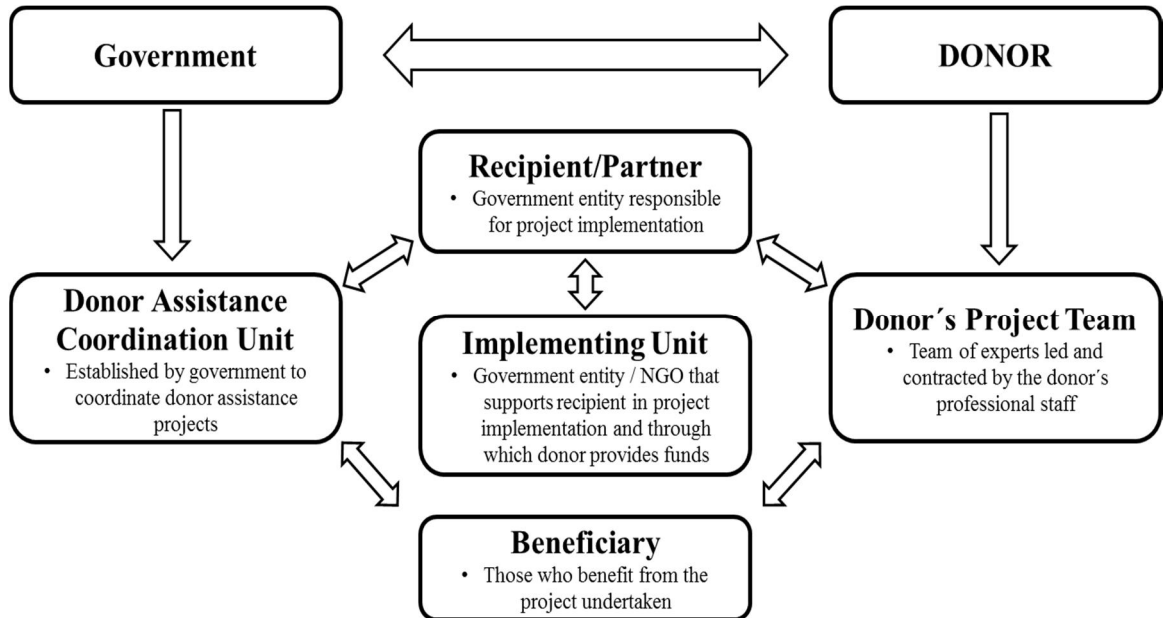 Government
DONOR
Recipient/Partner
• Government entity responsible
for project implementation
Donor Assistance
Coordination Unit
• Established by government to
coordinate donor assistance
projects
Implementing Unit
• Government entity / NGO that
supports recipient in project
implementation and through
which donor provides funds
Donor´s Project Team
• Team of experts led and
contracted by the donor´s
professional staff
Beneficiary
• Those who benefit from the
project undertaken